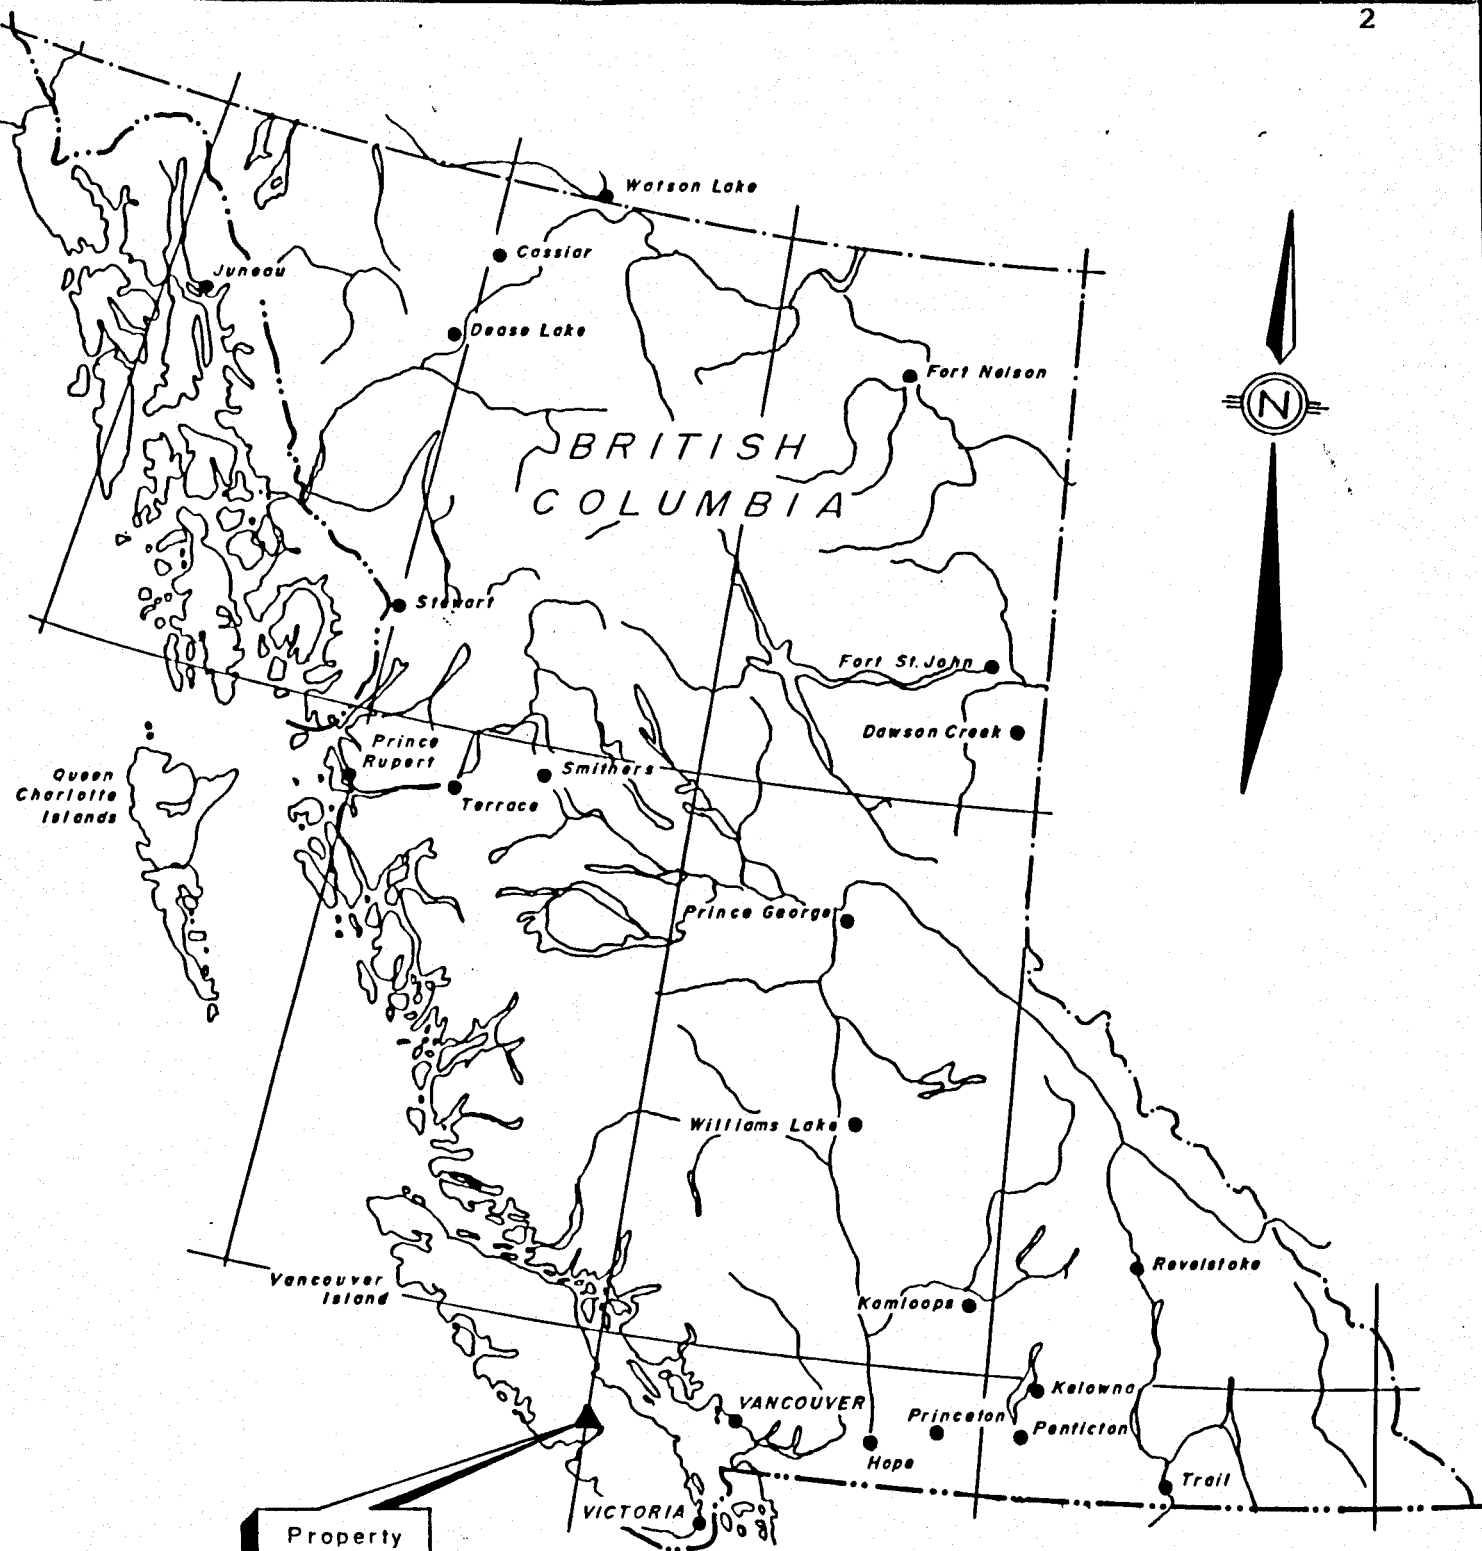 2
Watson Lake
Cassiar
Juneau
Dease Lake
Fort Nelson
N
BRITISH
COLUMBIA
Stewart
Fort St. John
Dawson Creek
Prince
Rupert
Smithers
Terrace
Queen
Charlotte
Islands
Prince George
Williams Lake
Revelstoke
Vancouver
Island
Kamloops
Kelowna
VANCOUVER
Princeton
Penticton
Hope
Trail
VICTORIA
Property